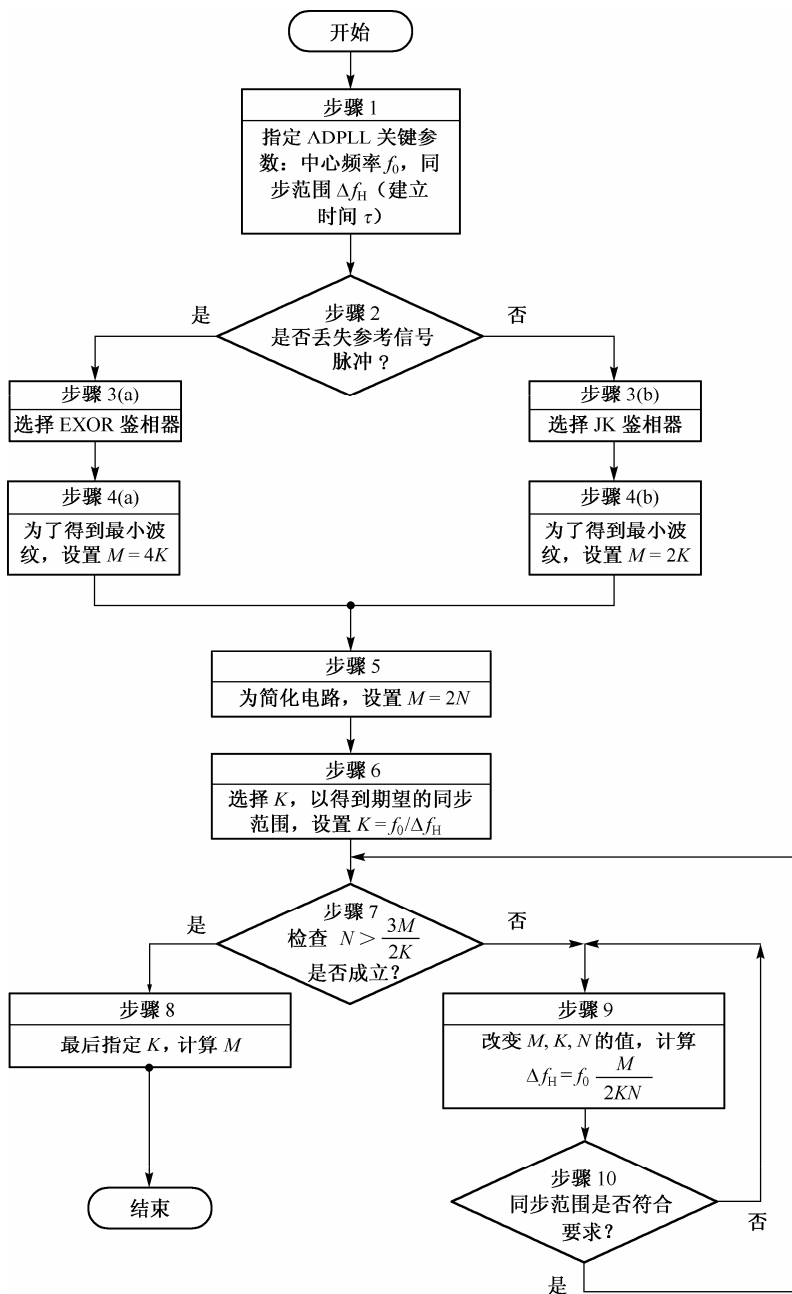 开始
步骤 1
指定 ADPLL 关键参
数：中心频率 f₀，同
步范围 Δf_H（建立
时间 τ）
步骤 2
是否丢失参考信号
脉冲？
是
否
步骤 3(a)
选择 EXOR 鉴相器
步骤 3(b)
选择 JK 鉴相器
步骤 4(a)
为了得到最小波
纹，设置 M = 4K
步骤 4(b)
为了得到最小波
纹，设置 M = 2K
步骤 5
为简化电路，设置 M = 2N
步骤 6
选择 K，以得到期望的同步
范围，设置 K = f₀/Δf_H
步骤 7
检查 N > 3M/2K
是否成立？
是
否
步骤 8
最后指定 K，计算 M
步骤 9
改变 M, K, N 的值，计算
Δf_H = f₀ M/2KN
步骤 10
同步范围是否符合
要求？
否
是
结束